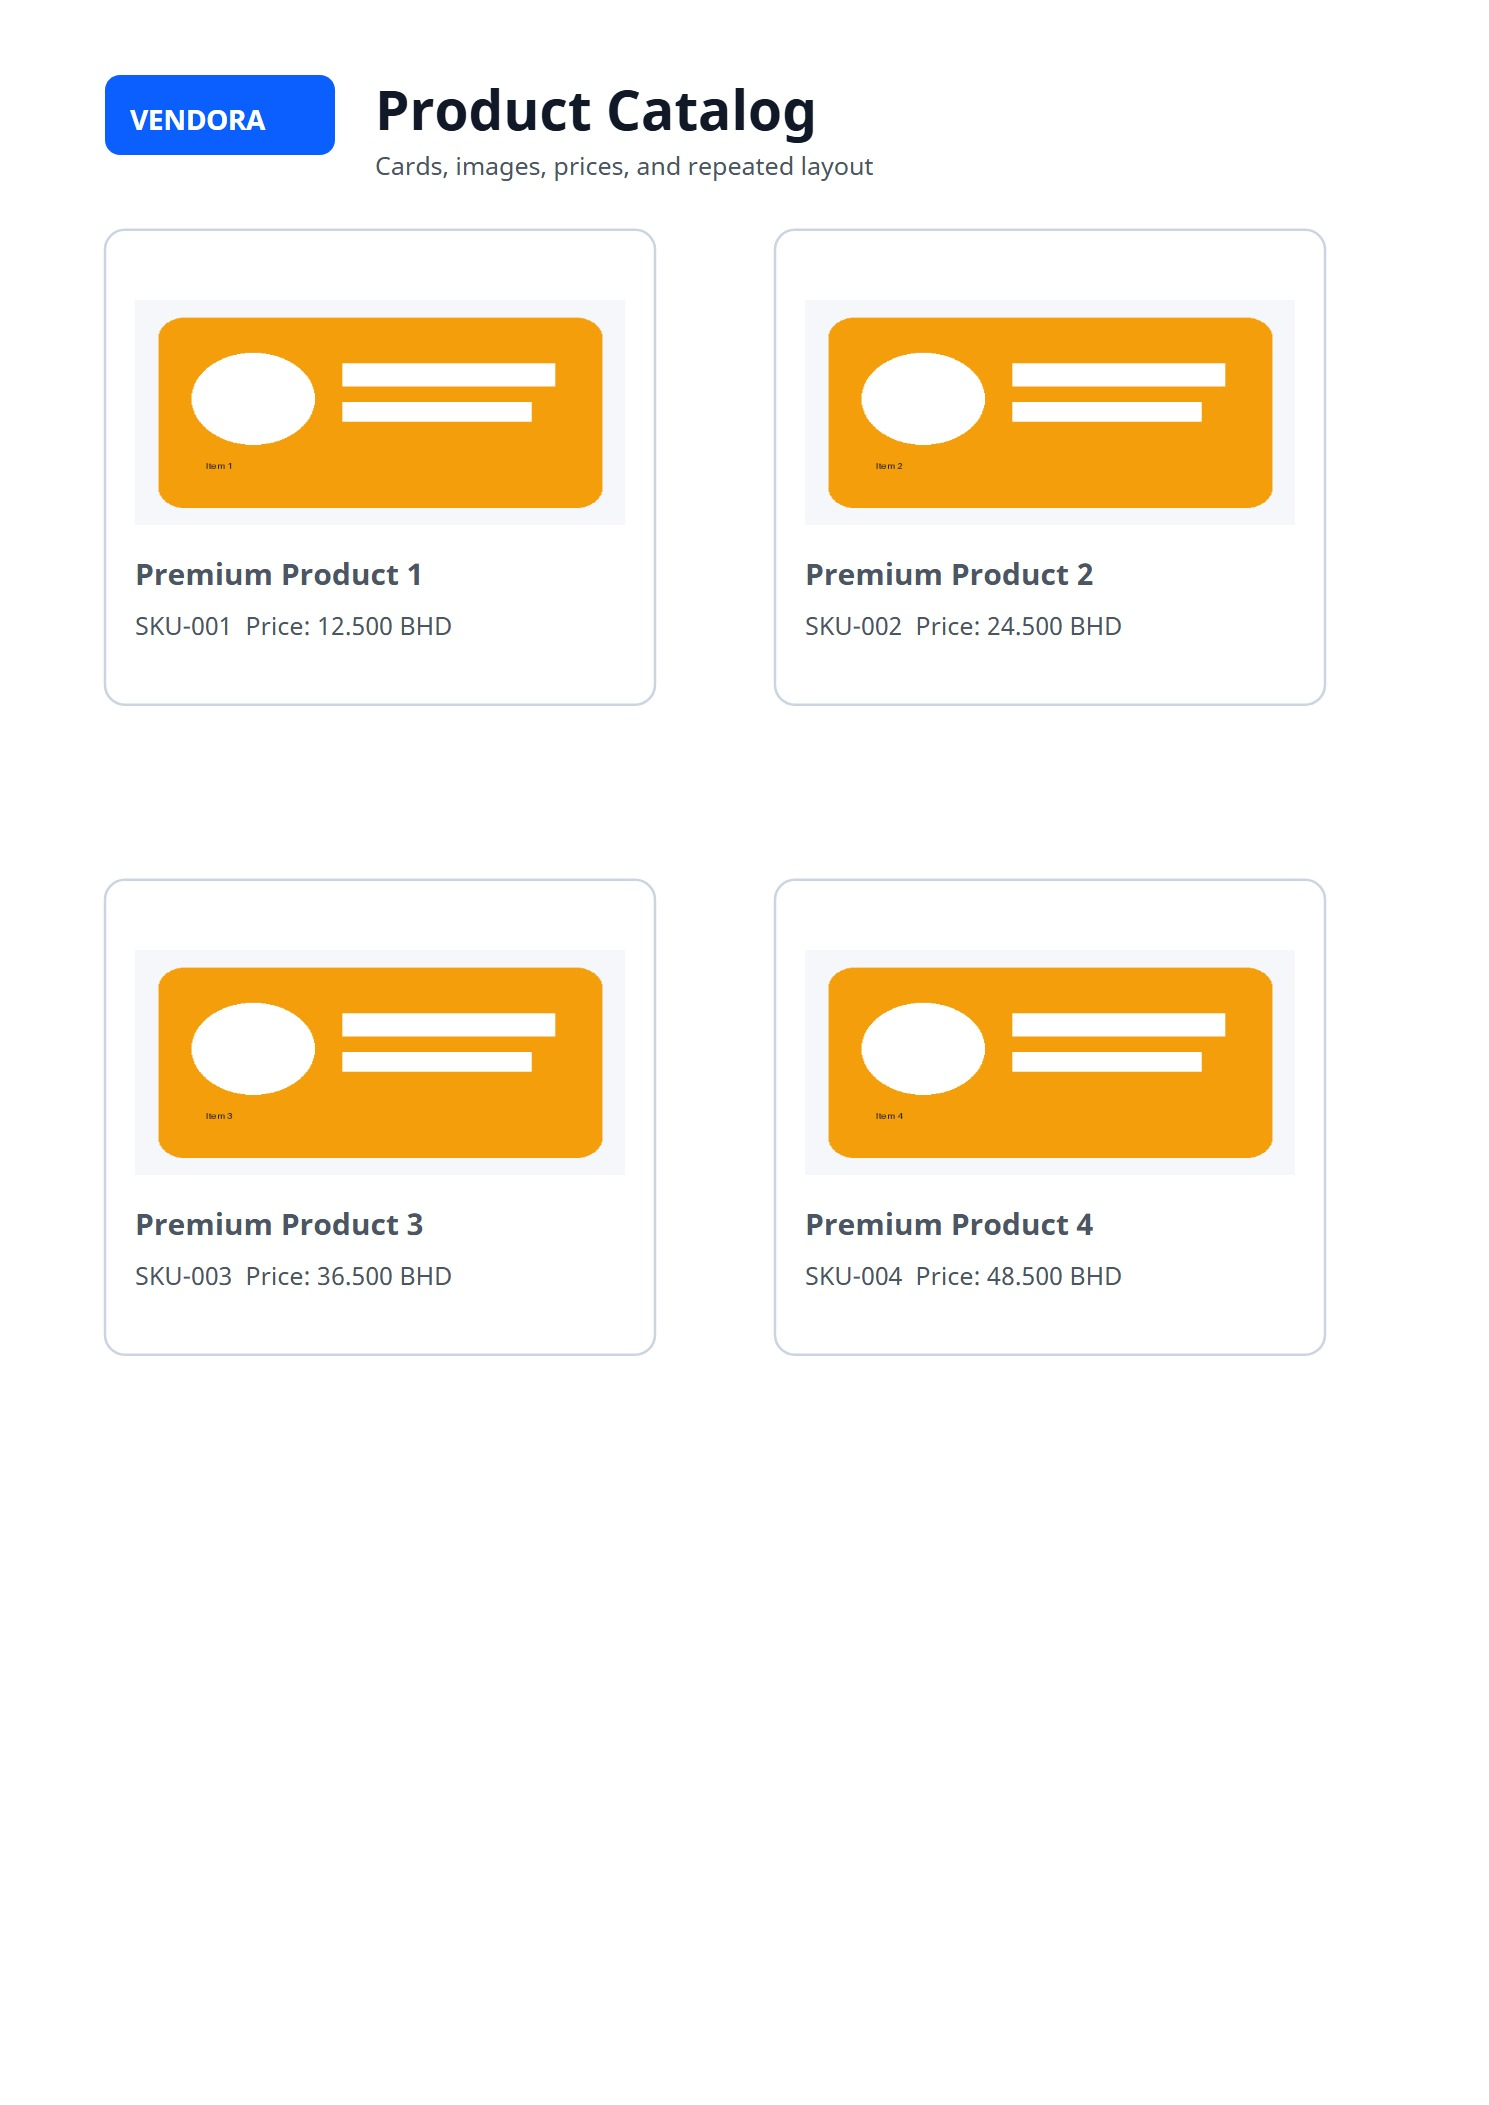 VENDORA
Product Catalog
Cards, images, prices, and repeated layout
Item 1
Premium Product 1
SKU-001  Price: 12.500 BHD
Item 2
Premium Product 2
SKU-002  Price: 24.500 BHD
Item 3
Premium Product 3
SKU-003  Price: 36.500 BHD
Item 4
Premium Product 4
SKU-004  Price: 48.500 BHD